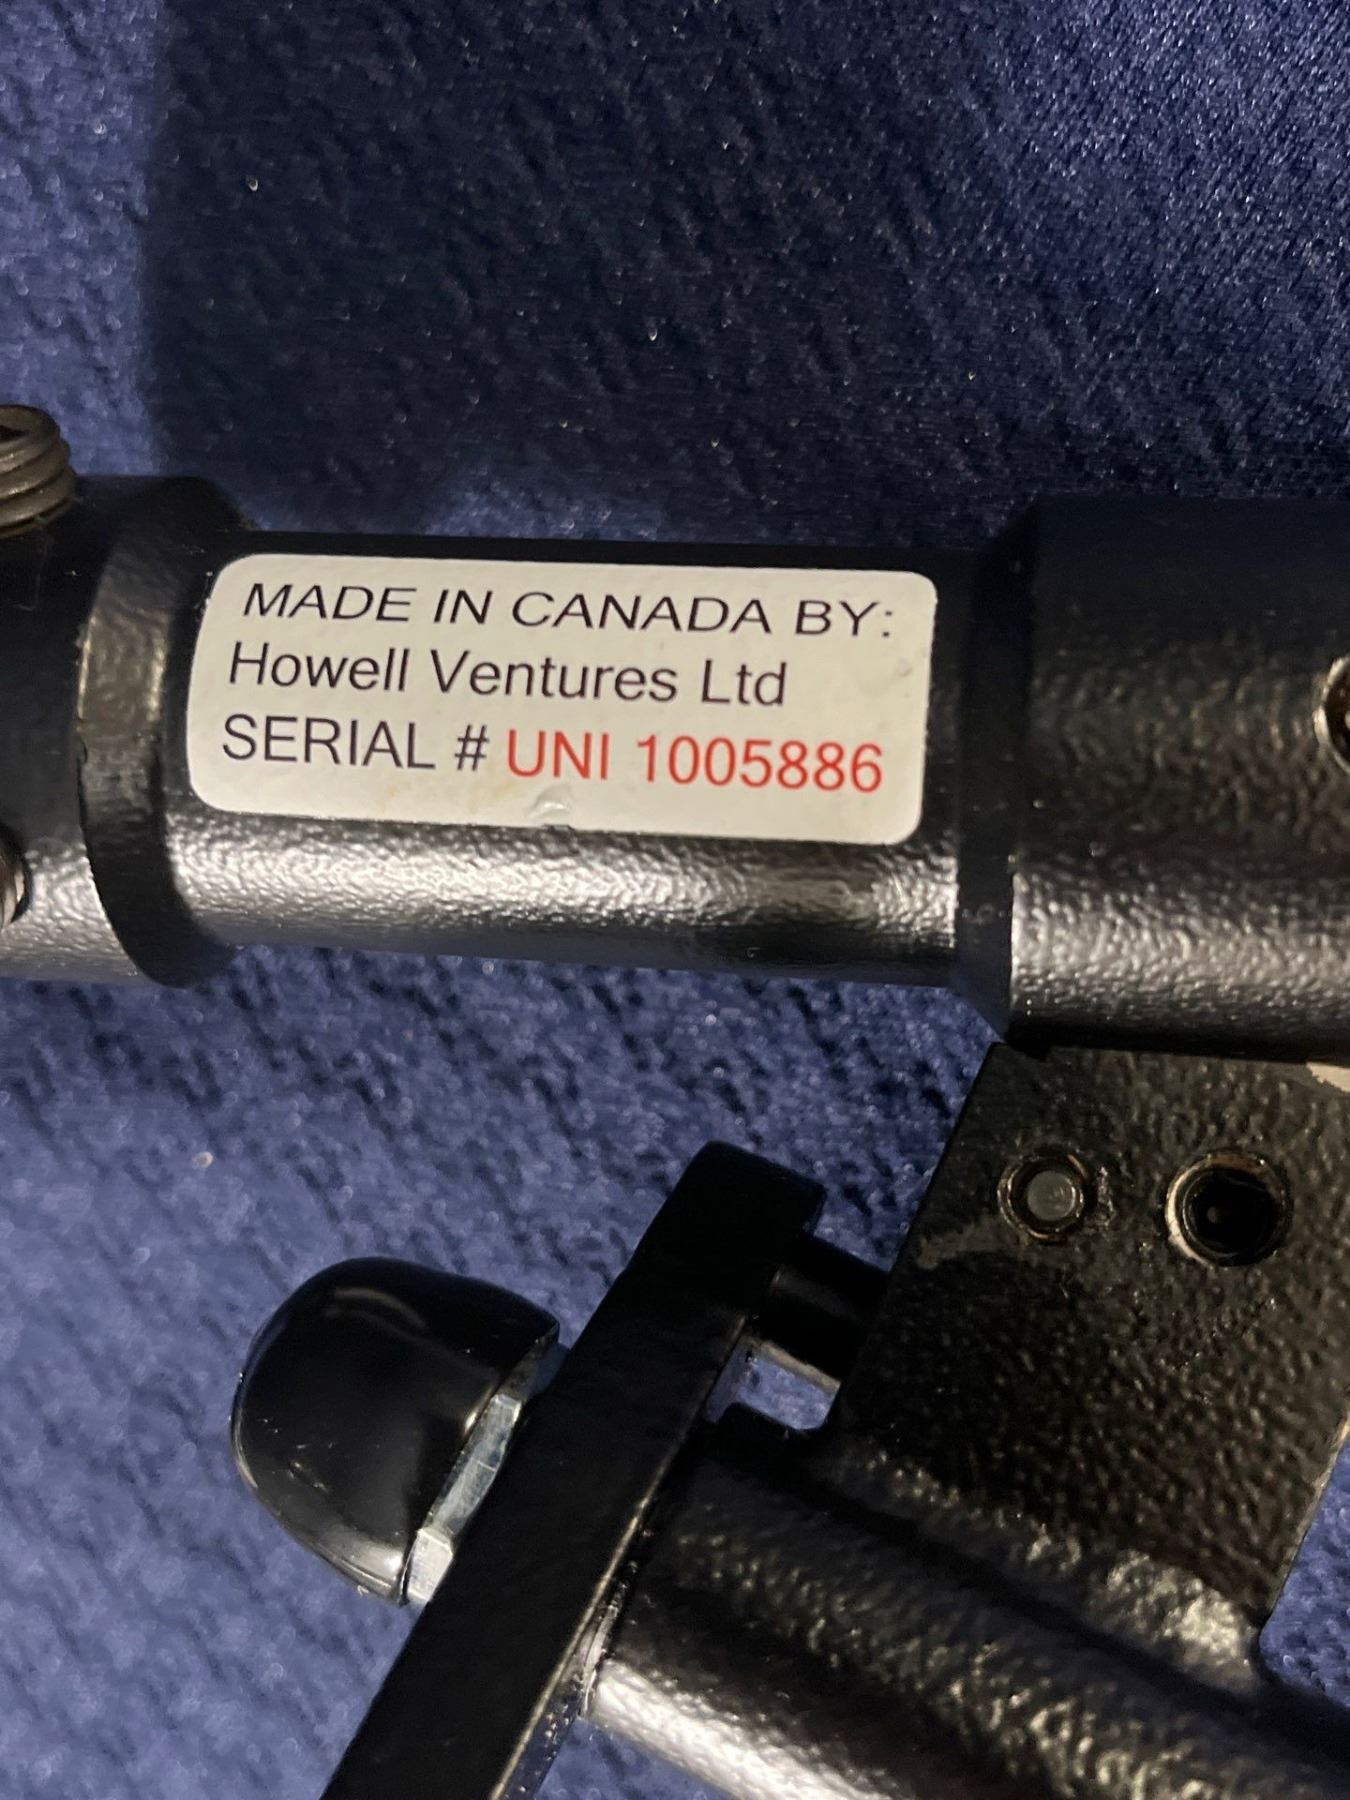 MADE IN CANADA BY:
Howell Ventures Ltd
SERIAL # UNI 1005886